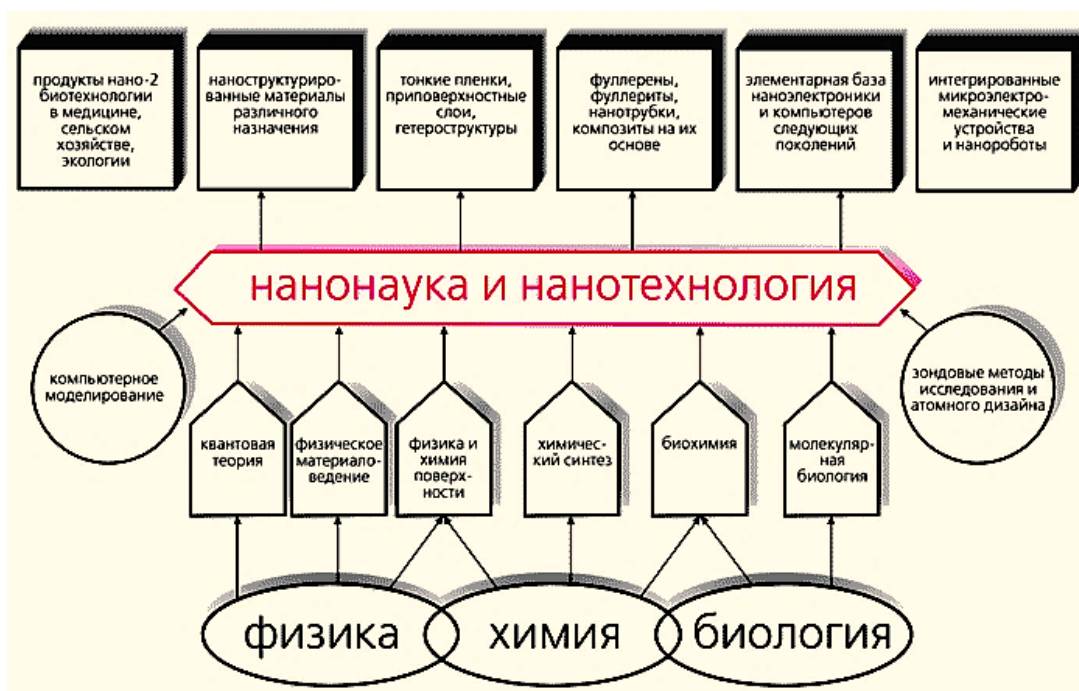 продукты нано-2
биотехнологии
в медицине,
сельском
хозяйстве,
экологии
наноструктуриро-
ванные материалы
различного
назначения
тонкие пленки,
приповерхностные
слои,
гетероструктуры
фуллерены,
фуллериты,
нанотрубки,
композиты на их
основе
элементарная база
наноэлектроники
и компьютеров
следующих
поколений
интегрированные
микроэлектро-
механические
устройства
и нанороботы
нанонаука и нанотехнология
компьютерное
моделирование
зондовые методы
исследования и
атомного дизайна
квантовая
теория
физическое
материало-
ведение
физика и
химия
поверх-
ности
химичес-
кий синтез
биохимия
молекуляр-
ная
биология
физика
химия
биология